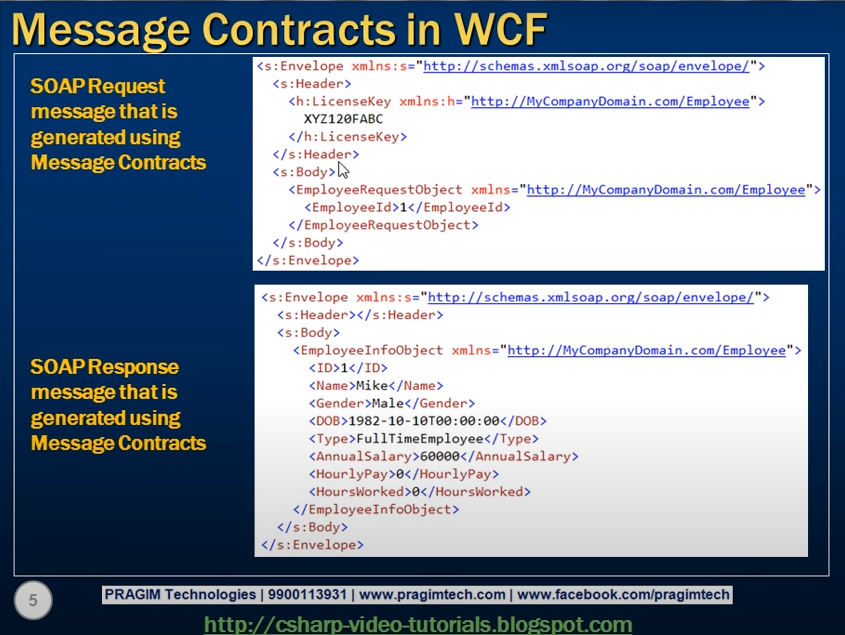 Message Contracts in WCF
SOAP Request
message that is
generated using
Message Contracts
<s:Envelope xmlns:s="http://schemas.xmlsoap.org/soap/envelope/">
<s:Header>
<h:LicenseKey xmlns:h="http://MyCompanyDomain.com/Employee">
XYZ120FABC
</h:LicenseKey>
</s:Header>
<s:Body>
<EmployeeRequestObject xmlns="http://MyCompanyDomain.com/Employee">
<EmployeeId>1</EmployeeId>
</EmployeeRequestObject>
</s:Body>
</s:Envelope>
SOAP Response
message that is
generated using
Message Contracts
<s:Envelope xmlns:s="http://schemas.xmlsoap.org/soap/envelope/">
<s:Header></s:Header>
<s:Body>
<EmployeeInfoObject xmlns="http://MyCompanyDomain.com/Employee">
<ID>1</ID>
<Name>Mike</Name>
<Gender>Male</Gender>
<DOB>1982-10-10T00:00:00</DOB>
<Type>FullTimeEmployee</Type>
<AnnualSalary>60000</AnnualSalary>
<HourlyPay>0</HourlyPay>
<HoursWorked>0</HoursWorked>
</EmployeeInfoObject>
</s:Body>
</s:Envelope>
5
PRAGIM Technologies | 9900113931 | www.pragimtech.com | www.facebook.com/pragimtech
http://csharp-video-tutorials.blogspot.com